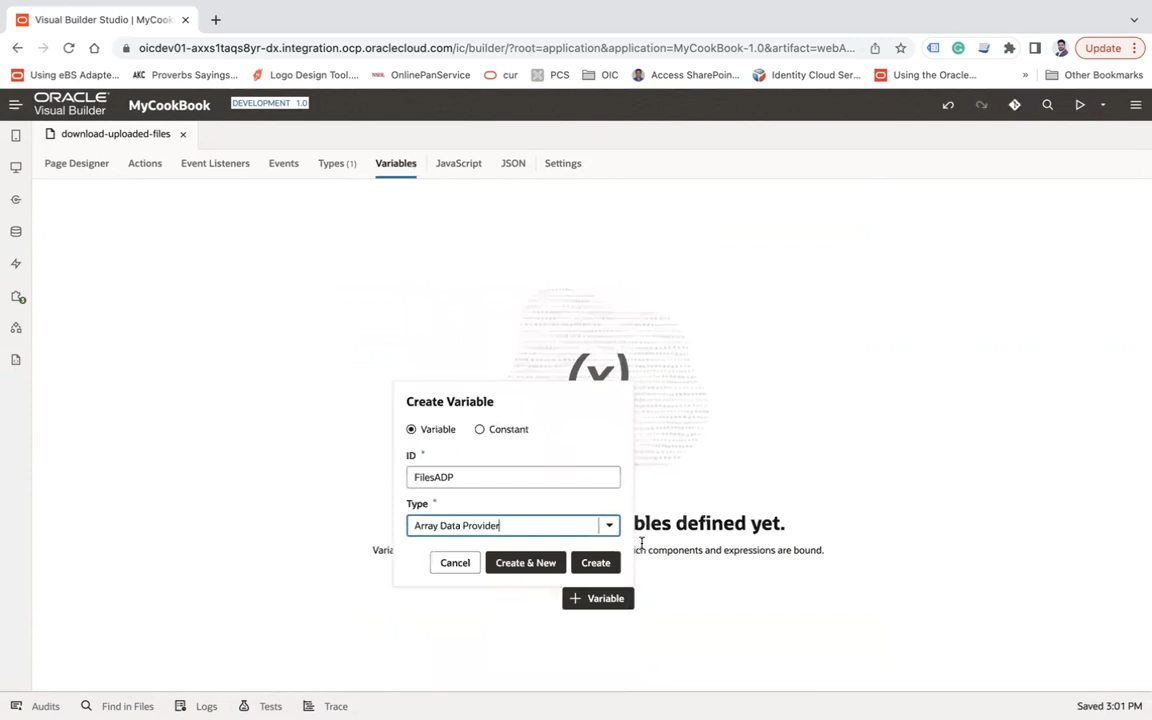 Visual Builder Studio | MyCook
oicdev01-axxs1taqs8yr-dx.integration.ocp.oraclecloud.com/ic/builder/?root=application&application=MyCookBook-1.0&artifact=webA...
Update
Using eBS Adapte...
AKC Proverbs Sayings...
Logo Design Tool....
OnlinePanService
cur
PCS
OIC
Access SharePoin...
Identity Cloud Ser...
Using the Oracle...
»
Other Bookmarks
ORACLE
Visual Builder
MyCookBook
DEVELOPMENT 1.0
download-uploaded-files
Page Designer
Actions
Event Listeners
Events
Types (1)
Variables
JavaScript
JSON
Settings
(x)
Create Variable
Variable
Constant
ID *
FilesADP
Type *
Array Data Provider
bles defined yet.
Varia
ich components and expressions are bound.
Cancel
Create & New
Create
+ Variable
Audits
Find in Files
Logs
Tests
Trace
Saved 3:01 PM